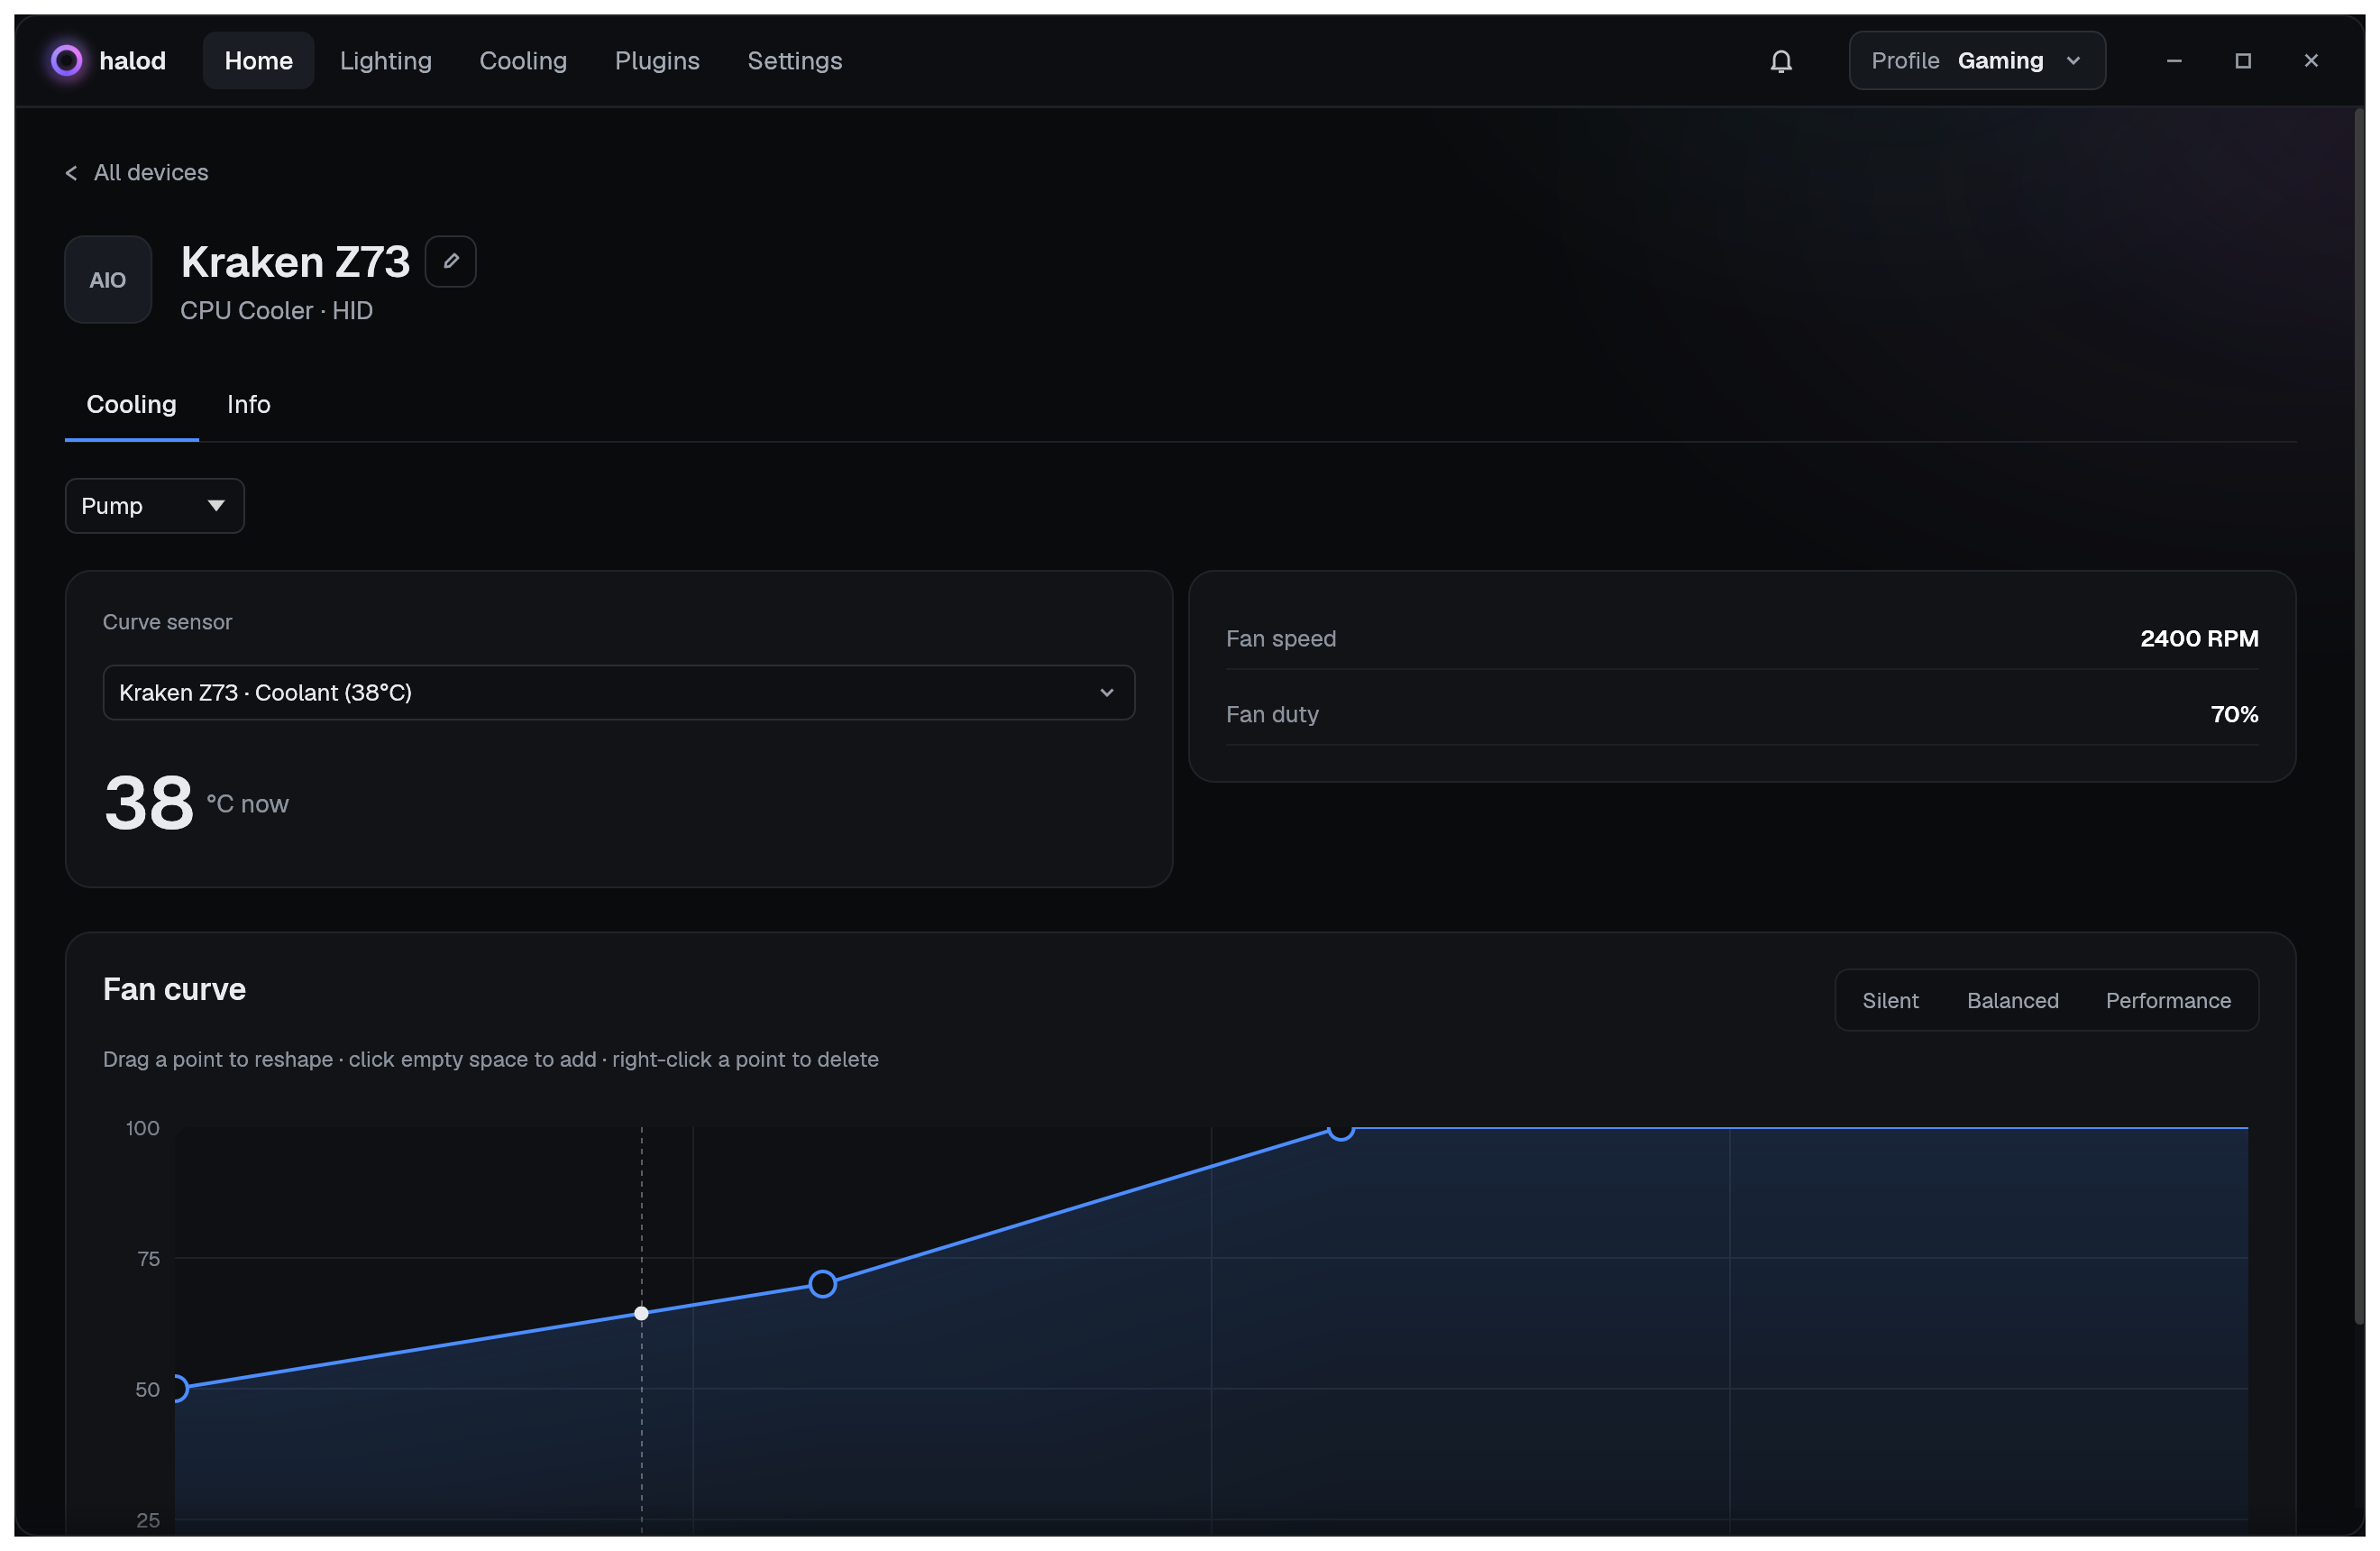 halod Home Lighting Cooling Plugins Settings Profile Gaming
All devices
AIO
Kraken Z73
CPU Cooler · HID
Cooling Info
Pump
Curve sensor
Kraken Z73 · Coolant (38°C)
38 °C now
Fan speed 2400 RPM
Fan duty 70%
Fan curve
Silent Balanced Performance
Drag a point to reshape · click empty space to add · right-click a point to delete
100
75
50
25